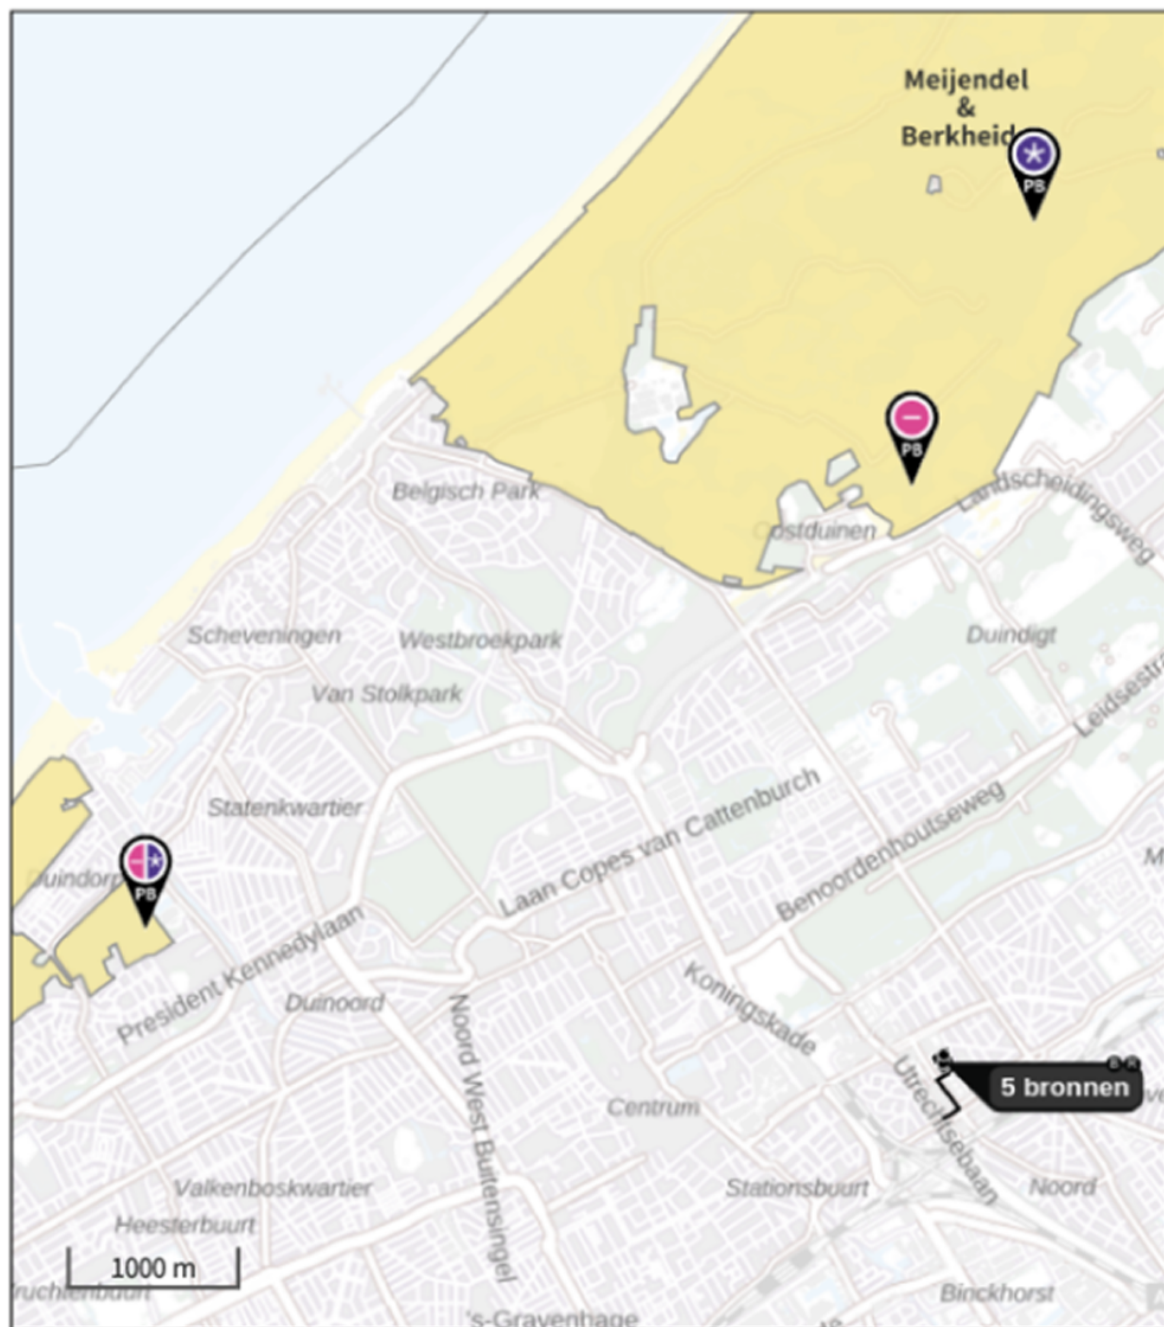 Meijendel
&
Berkheid
PB
PB
Belgisch Park
Landscheidingsweg
Oostduinen
Scheveningen
Westbroekpark
Duindigt
Van Stolkpark
Statenkwartier
Laan Copes van Cattenburch
Benoordenhoutseweg
Duindorp
PB
President Kennedylaan
Duinoord
Koningskade
Noord West Buitensingel
Utrechtsebaan
B R
5 bronnen
Centrum
Valkenboskwartier
Stationsbuurt
Noord
Heesterbuurt
1000 m
Binckhorst
's-Gravenhage